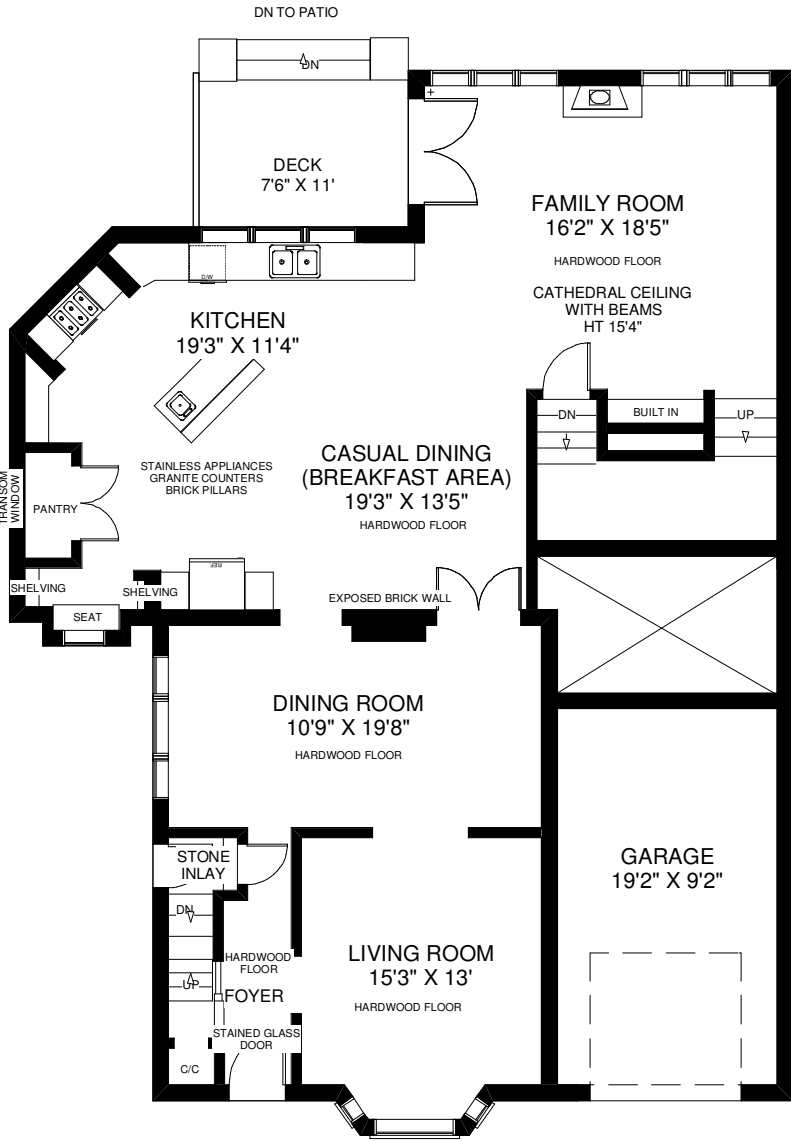 DN TO PATIO
DN
DECK
7'6" X 11'
FAMILY ROOM
16'2" X 18'5"
HARDWOOD FLOOR
CATHEDRAL CEILING
WITH BEAMS
HT 15'4"
D/W
KITCHEN
19'3" X 11'4"
DN
BUILT IN
UP
CASUAL DINING
(BREAKFAST AREA)
19'3" X 13'5"
HARDWOOD FLOOR
STAINLESS APPLIANCES
GRANITE COUNTERS
BRICK PILLARS
TRANSOM
WINDOW
PANTRY
REF.
SHELVING
SHELVING
SEAT
EXPOSED BRICK WALL
DINING ROOM
10'9" X 19'8"
HARDWOOD FLOOR
STONE
INLAY
GARAGE
19'2" X 9'2"
DN
HARDWOOD
FLOOR
LIVING ROOM
15'3" X 13'
HARDWOOD FLOOR
UP
FOYER
STAINED GLASS
DOOR
C/C